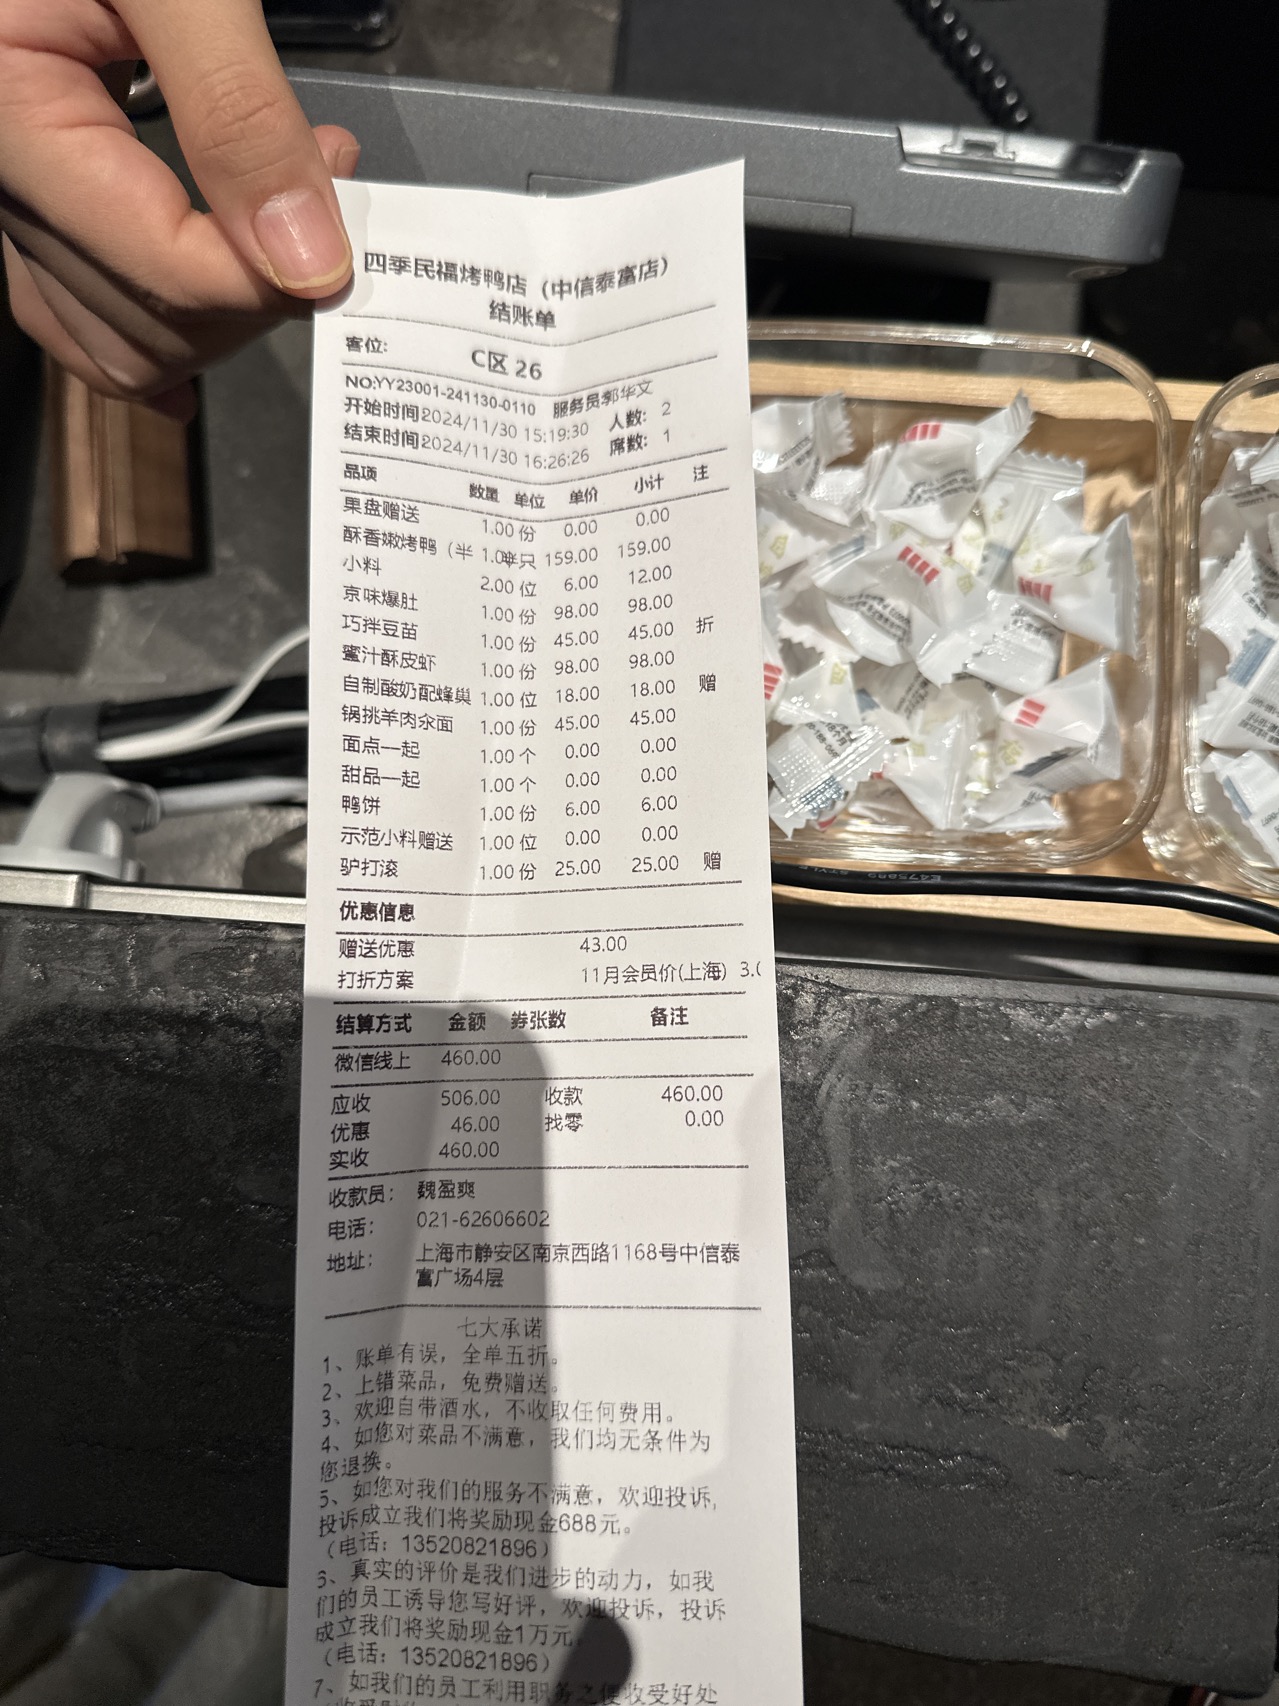 四季民福烤鸭店（中信泰富店）
结账单
客位: C区 26
NO:YY23001-241130-0110 服务员郭华文
开始时间2024/11/30 15:19:30 人数: 2
结束时间2024/11/30 16:26:26 席数: 1
品项 数量 单位 单价 小计 注
果盘赠送 1.00 份 0.00 0.00
酥香嫩烤鸭（半 1.0半只 159.00 159.00
小料 2.00 位 6.00 12.00
京味爆肚 1.00 份 98.00 98.00
巧拌豆苗 1.00 份 45.00 45.00 折
蜜汁酥皮虾 1.00 份 98.00 98.00
自制酸奶配蜂巢 1.00 位 18.00 18.00 赠
锅挑羊肉汆面 1.00 份 45.00 45.00
面点一起 1.00 个 0.00 0.00
甜品一起 1.00 个 0.00 0.00
鸭饼 1.00 份 6.00 6.00
示范小料赠送 1.00 位 0.00 0.00
驴打滚 1.00 份 25.00 25.00 赠
优惠信息
赠送优惠 43.00
打折方案 11月会员价(上海) 3.0
结算方式 金额 券张数 备注
微信线上 460.00
应收 506.00 收款 460.00
优惠 46.00 找零 0.00
实收 460.00
收款员: 魏盈爽
电话: 021-62606602
地址: 上海市静安区南京西路1168号中信泰
富广场4层
七大承诺
1、账单有误，全单五折。
2、上错菜品，免费赠送。
3、欢迎自带酒水，不收取任何费用。
4、如您对菜品不满意，我们均无条件为
您退换。
5、如您对我们的服务不满意，欢迎投诉,
投诉成立我们将奖励现金688元。
（电话: 13520821896）
6、真实的评价是我们进步的动力，如我
们的员工诱导您写好评，欢迎投诉，投诉
成立我们将奖励现金1万元。
（电话: 13520821896）
7、如我们的员工利用职务之便收受好处
E475889